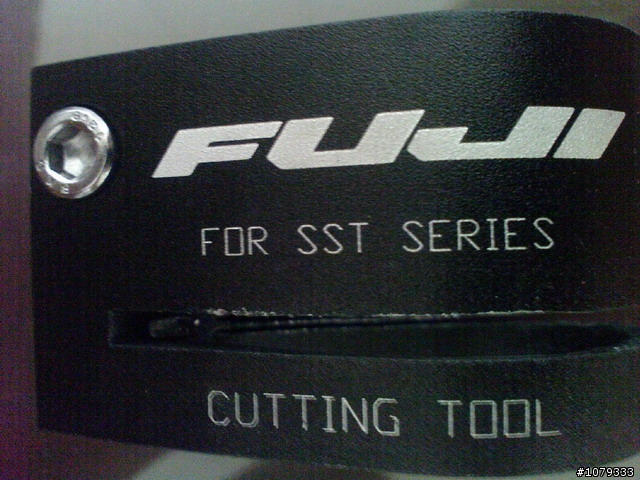 FUJI
FOR SST SERIES
CUTTING TOOL
#1079333